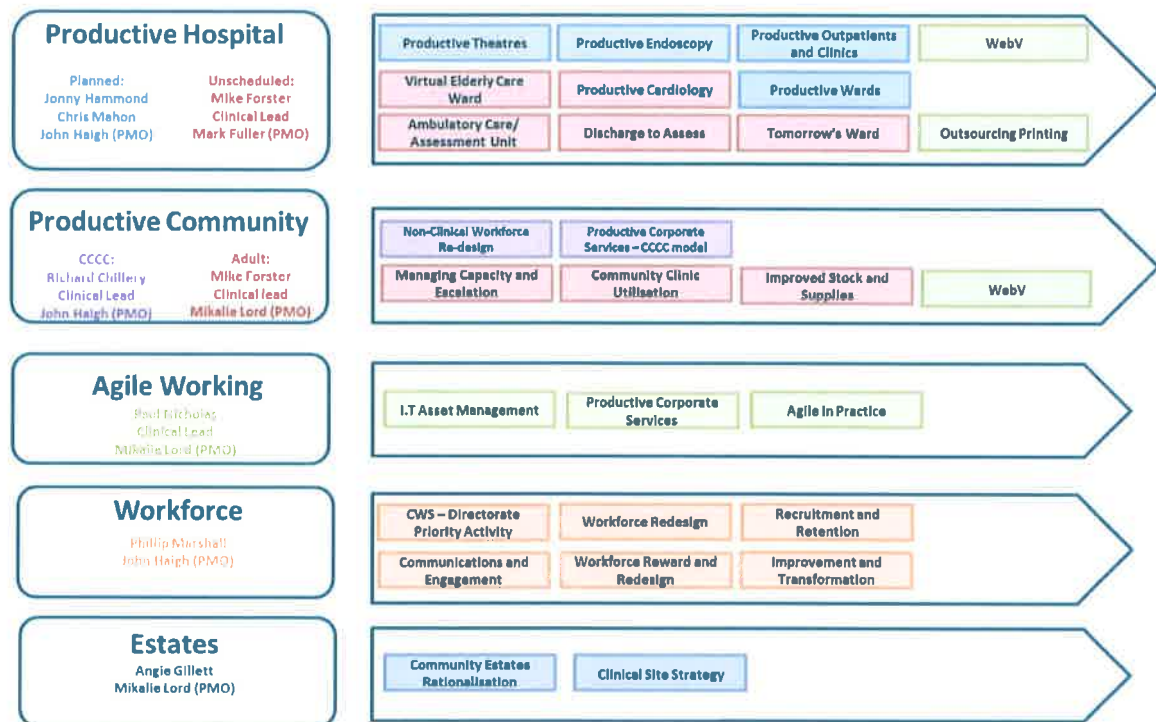 Productive Hospital
Planned:
Jonny Hammond
Chris Mahon
John Haigh (PMO)
Unscheduled:
Mike Forster
Clinical Lead
Mark Fuller (PMO)
Productive Theatres
Productive Endoscopy
Productive Outpatients
and Clinics
WebV
Virtual Elderly Care
Ward
Productive Cardiology
Productive Wards
Ambulatory Care/
Assessment Unit
Discharge to Assess
Tomorrow's Ward
Outsourcing Printing
Productive Community
CCCC:
Richard Chillery
Clinical Lead
John Haigh (PMO)
Adult:
Mike Forster
Clinical lead
Mikalie Lord (PMO)
Non-Clinical Workforce
Re-design
Productive Corporate
Services – CCCC model
Managing Capacity and
Escalation
Community Clinic
Utilisation
Improved Stock and
Supplies
WebV
Agile Working
Paul Nicholas
Clinical Lead
Mikalie Lord (PMO)
I.T Asset Management
Productive Corporate
Services
Agile in Practice
Workforce
Phillip Marshall
John Haigh (PMO)
CWS – Directorate
Priority Activity
Workforce Redesign
Recruitment and
Retention
Communications and
Engagement
Workforce Reward and
Redesign
Improvement and
Transformation
Estates
Angie Gillett
Mikalie Lord (PMO)
Community Estates
Rationalisation
Clinical Site Strategy